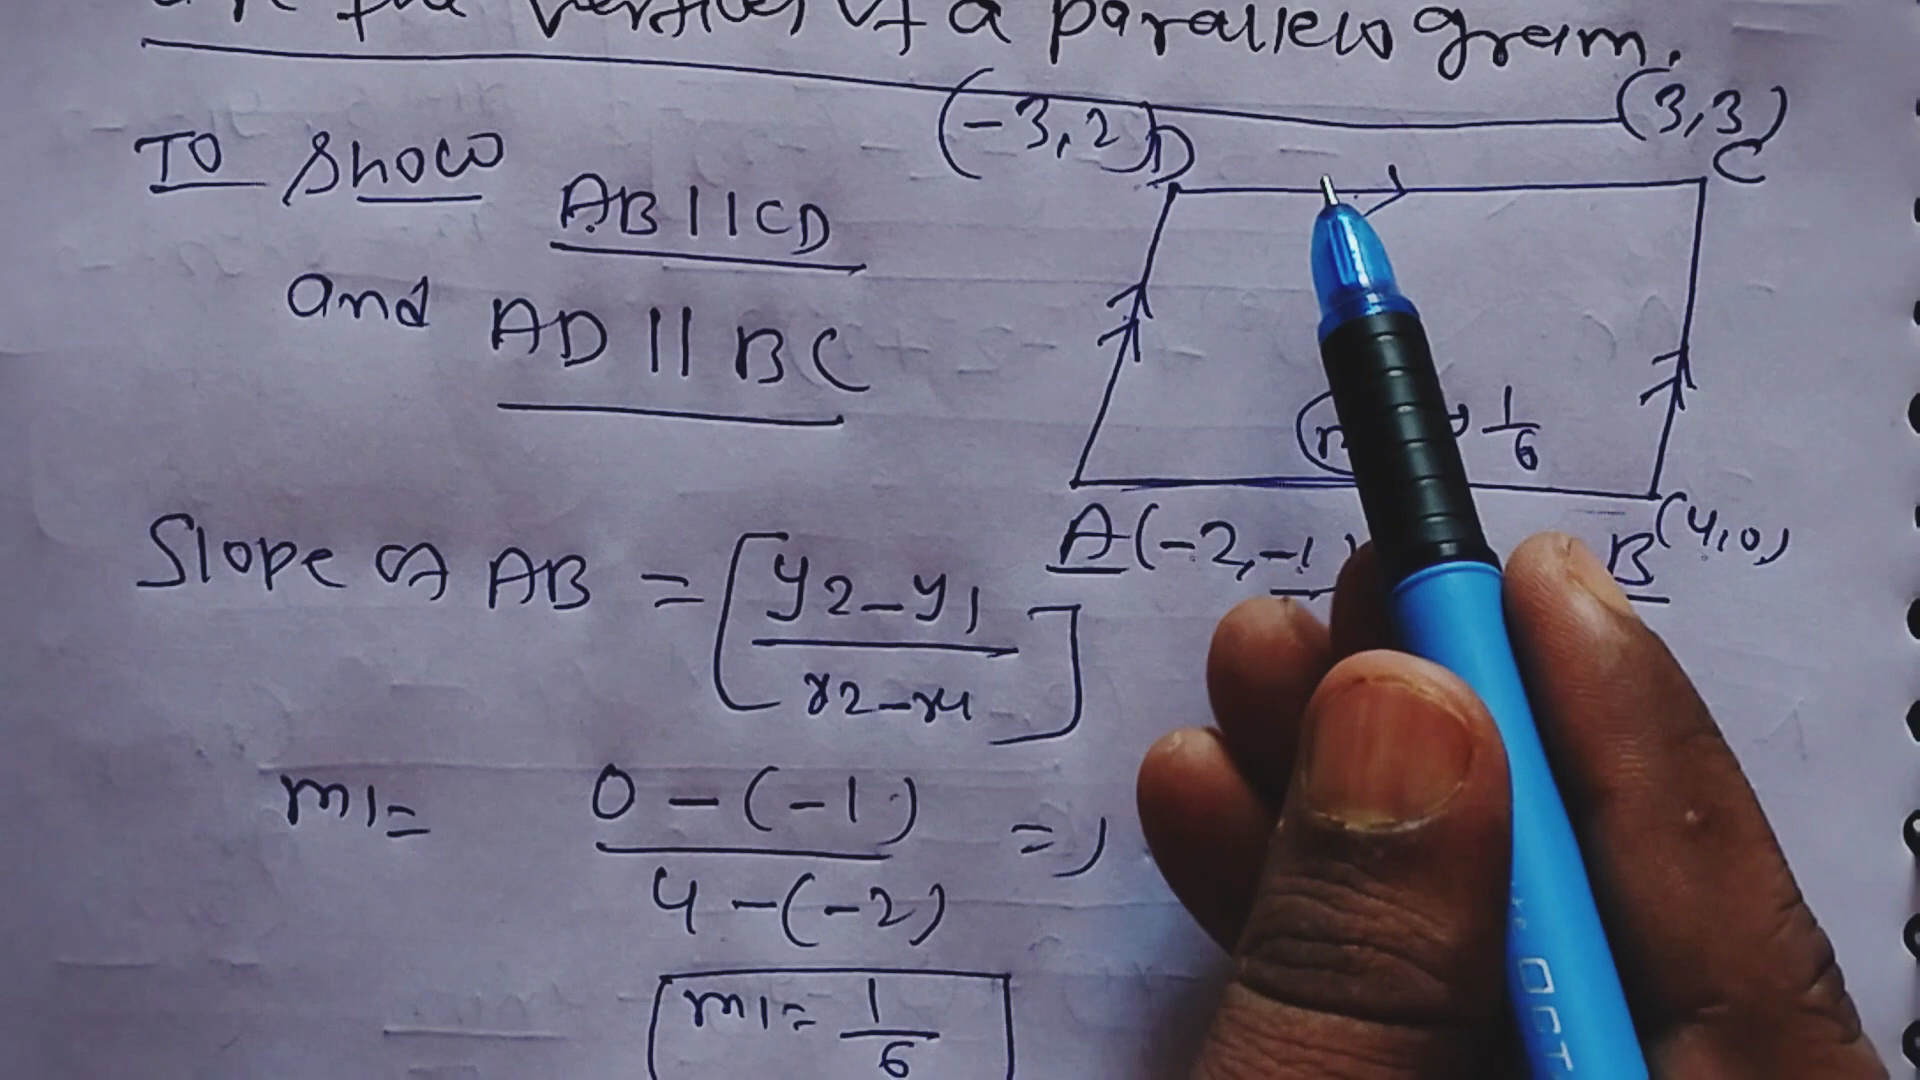 the vertices of a parallelogram.
To Show AB || CD
and AD || BC
(-3,2) D
(3,3)
C
1/6
A (-2,-1)
B (4,0)
Slope of AB = [y2-y1 / x2-x1]
m1 = 0-(-1) / 4-(-2) =)
m1 = 1/6